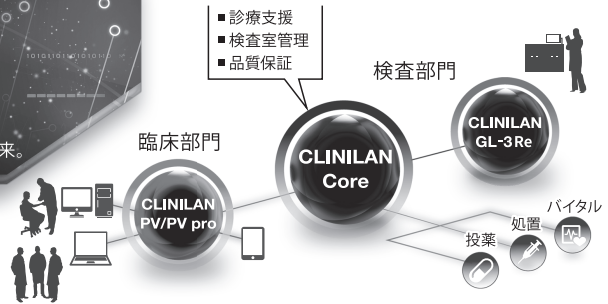 ■診療支援
■検査室管理
■品質保証
検査部門
臨床部門
来。
CLINILAN
Core
CLINILAN
GL-3Re
CLINILAN
PV/PV pro
バイタル
処置
投薬